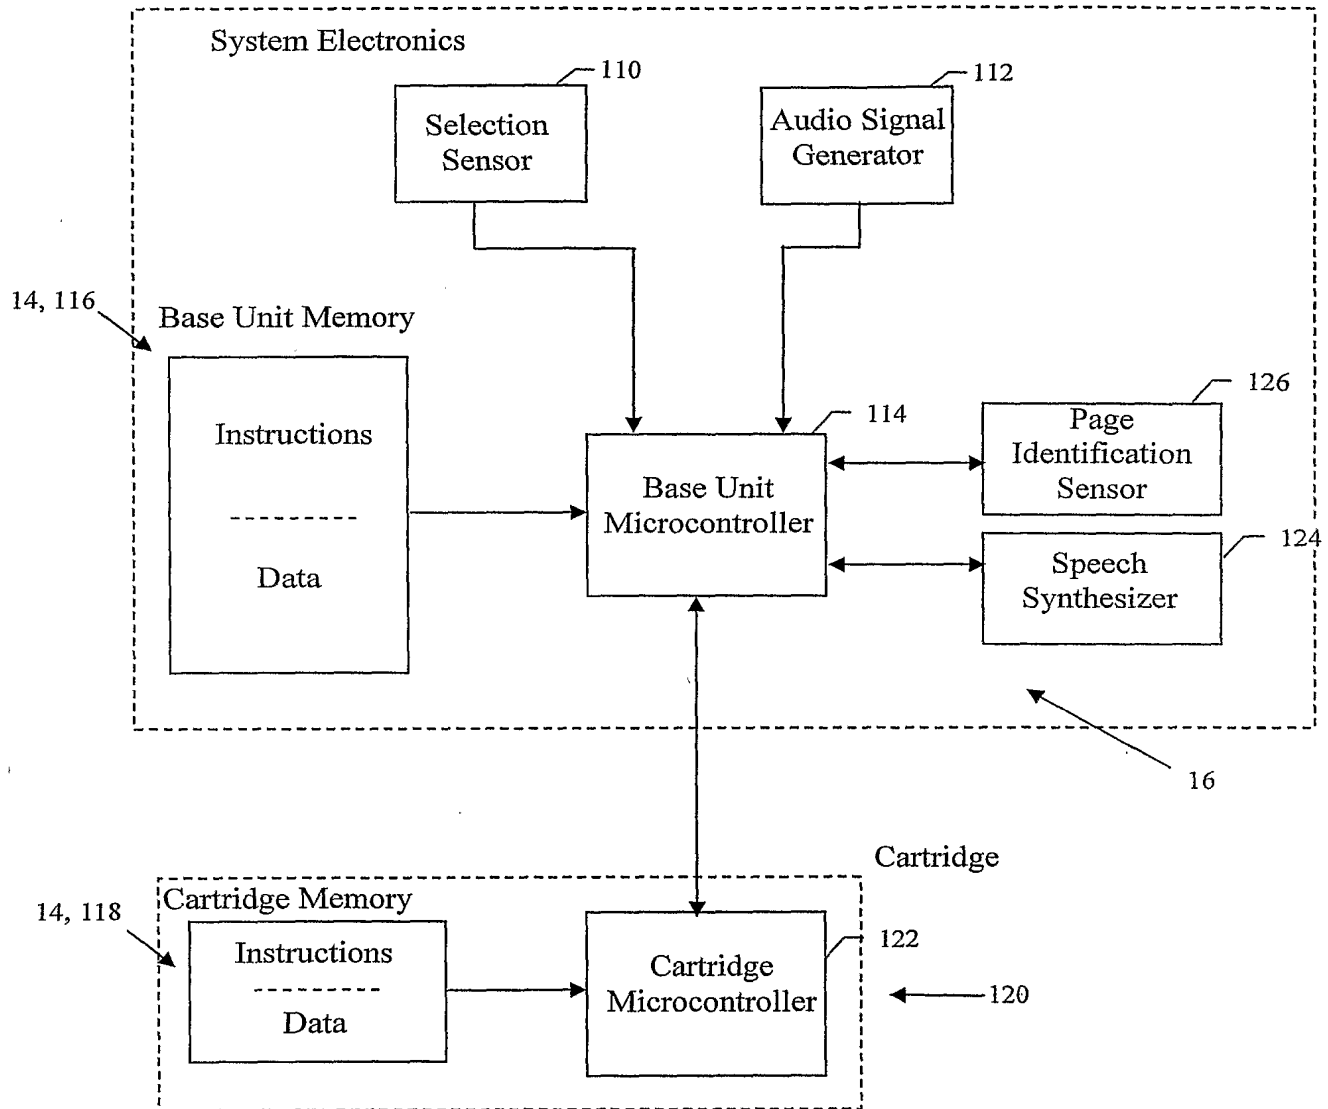 System Electronics
110
112
Selection
Sensor
Audio Signal
Generator
14, 116
Base Unit Memory
Instructions
Data
114
126
Base Unit
Microcontroller
Page
Identification
Sensor
124
Speech
Synthesizer
16
Cartridge
14, 118
Cartridge Memory
Instructions
Data
122
Cartridge
Microcontroller
120